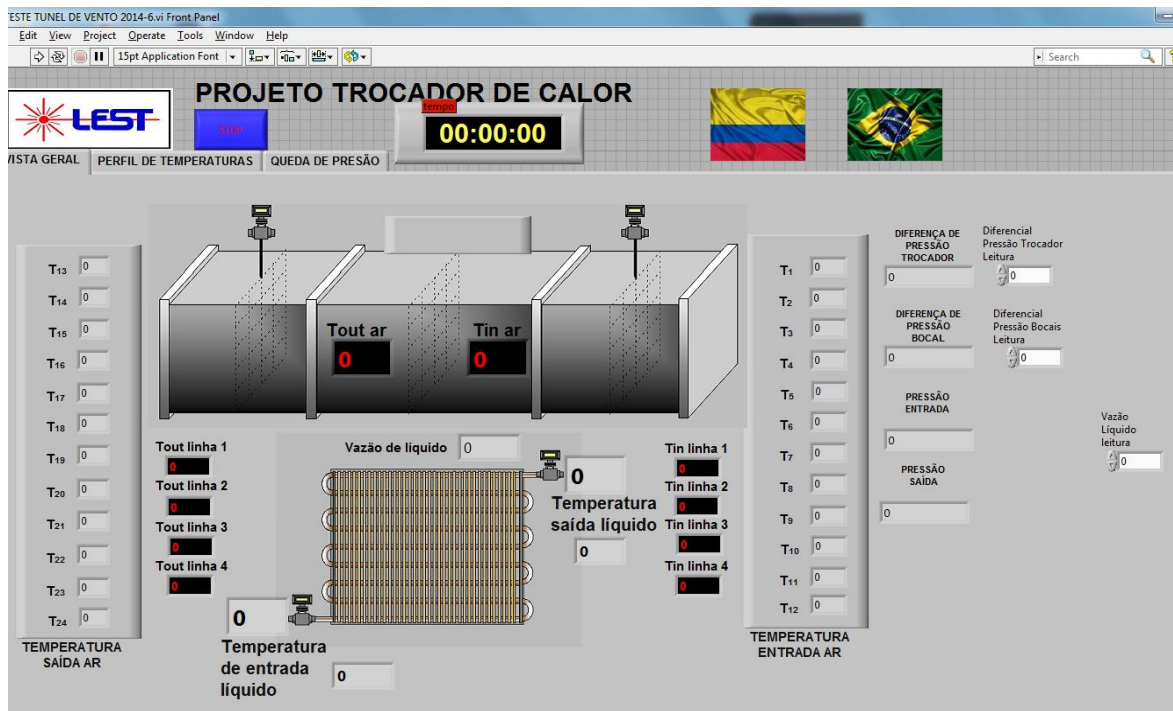 TESTE TUNEL DE VENTO 2014-6.vi Front Panel
Edit View Project Operate Tools Window Help
15pt Application Font
Search
PROJETO TROCADOR DE CALOR
LEST
STOP
tempo
00:00:00
VISTA GERAL
PERFIL DE TEMPERATURAS
QUEDA DE PRESÃO
T13 0
T14 0
T15 0
T16 0
T17 0
T18 0
T19 0
T20 0
T21 0
T22 0
T23 0
T24 0
TEMPERATURA
SAÍDA AR
Tout ar
0
Tin ar
0
Tout linha 1
0
Tout linha 2
0
Tout linha 3
0
Tout linha 4
0
Vazão de líquido 0
0
Temperatura
saída líquido
0
0
Temperatura
de entrada
líquido
0
Tin linha 1
0
Tin linha 2
0
Tin linha 3
0
Tin linha 4
0
T1 0
T2 0
T3 0
T4 0
T5 0
T6 0
T7 0
T8 0
T9 0
T10 0
T11 0
T12 0
TEMPERATURA
ENTRADA AR
DIFERENÇA DE
PRESSÃO
TROCADOR
0
Diferencial
Pressão Trocador
Leitura
0
DIFERENÇA DE
PRESSÃO
BOCAL
0
Diferencial
Pressão Bocais
Leitura
0
PRESSÃO
ENTRADA
0
PRESSÃO
SAÍDA
0
Vazão
Líquido
leitura
0